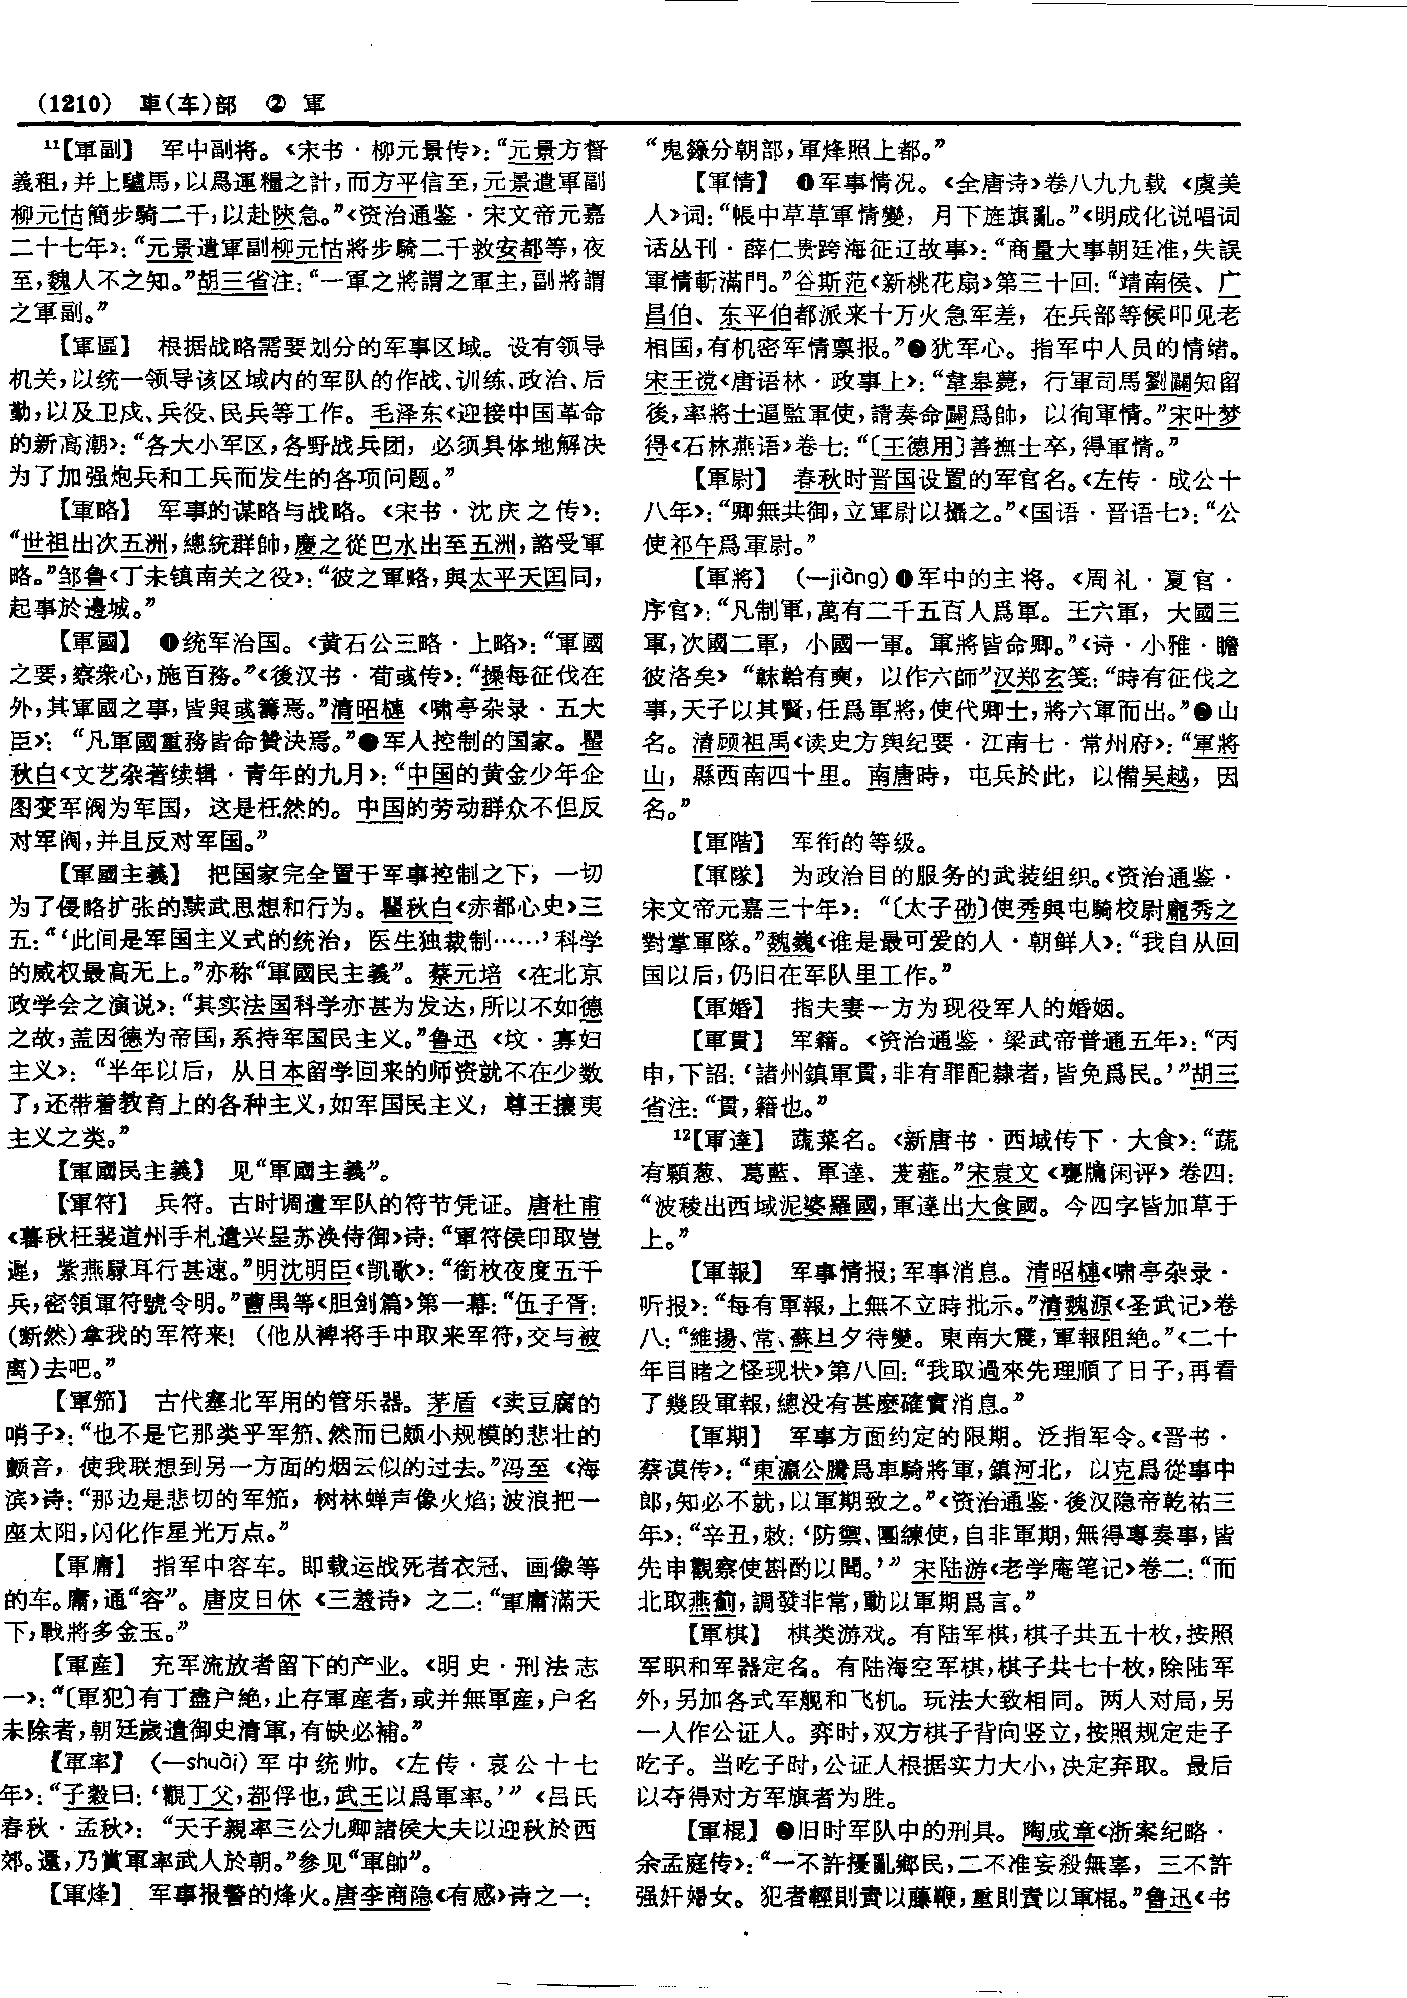 (1210) 車(车)部 ② 軍
¹¹【軍副】 军中副将。《宋书·柳元景传》：“元景方督
義租，并上驢馬，以爲運糧之計，而方平信至，元景遣軍副
柳元怙簡步騎二千，以赴陝急。”《资治通鉴·宋文帝元嘉
二十七年》：“元景遣軍副柳元怙將步騎二千救安都等，夜
至，魏人不之知。”胡三省注：“一軍之將謂之軍主，副將謂
之軍副。”
【軍區】 根据战略需要划分的军事区域。设有领导
机关，以统一领导该区域内的军队的作战、训练、政治、后
勤，以及卫戍、兵役、民兵等工作。毛泽东《迎接中国革命
的新高潮》：“各大小军区，各野战兵团，必须具体地解决
为了加强炮兵和工兵而发生的各项问题。”
【軍略】 军事的谋略与战略。《宋书·沈庆之传》：
“世祖出次五洲，總統群帥，慶之從巴水出至五洲，諮受軍
略。”邹鲁《丁未镇南关之役》：“彼之軍略，與太平天囯同，
起事於邊城。”
【軍國】 ❶统军治国。《黄石公三略·上略》：“軍國
之要，察衆心，施百務。”《後汉书·荀彧传》：“操每征伐在
外，其軍國之事，皆與彧籌焉。”清昭槤《啸亭杂录·五大
臣》：“凡軍國重務皆命贊決焉。”❷军人控制的国家。瞿
秋白《文艺杂著续辑·青年的九月》：“中国的黄金少年企
图变军阀为军国，这是枉然的。中国的劳动群众不但反
对军阀，并且反对军国。”
【軍國主義】 把国家完全置于军事控制之下，一切
为了侵略扩张的黩武思想和行为。瞿秋白《赤都心史》三
五：“‘此间是军国主义式的统治，医生独裁制……’科学
的威权最高无上。”亦称“軍國民主義”。蔡元培《在北京
政学会之演说》：“其实法国科学亦甚为发达，所以不如德
之故，盖因德为帝国，系持军国民主义。”鲁迅《坟·寡妇
主义》：“半年以后，从日本留学回来的师资就不在少数
了，还带着教育上的各种主义，如军国民主义，尊王攘夷
主义之类。”
【軍國民主義】 见“軍國主義”。
【軍符】 兵符。古时调遣军队的符节凭证。唐杜甫
《暮秋枉裴道州手札遣兴呈苏涣侍御》诗：“軍符侯印取豈
遲，紫燕騄耳行甚速。”明沈明臣《凯歌》：“銜枚夜度五千
兵，密領軍符號令明。”曹禺等《胆剑篇》第一幕：“伍子胥：
(断然)拿我的军符来！(他从裨将手中取来军符，交与被
离)去吧。”
【軍笳】 古代塞北军用的管乐器。茅盾《卖豆腐的
哨子》：“也不是它那类乎军笳、然而已颇小规模的悲壮的
颤音，使我联想到另一方面的烟云似的过去。”冯至《海
滨》诗：“那边是悲切的军笳，树林蝉声像火焰；波浪把一
座太阳，闪化作星光万点。”
【軍庸】 指军中容车。即载运战死者衣冠、画像等
的车。庸，通“容”。唐皮日休《三羞诗》之二：“軍庸滿天
下，戰將多金玉。”
【軍産】 充军流放者留下的产业。《明史·刑法志
一》：“〔軍犯〕有丁盡户絶，止存軍産者，或并無軍産，户名
未除者，朝廷歲遣御史清軍，有缺必補。”
【軍率】 (—shuài)军中统帅。《左传·哀公十七
年》：“子穀曰：‘觀丁父，鄀俘也，武王以爲軍率。’”《吕氏
春秋·孟秋》：“天子親率三公九卿諸侯大夫以迎秋於西
郊。還，乃賞軍率武人於朝。”参见“軍帥”。
【軍烽】 军事报警的烽火。唐李商隐《有感》诗之一：
“鬼籙分朝部，軍烽照上都。”
【軍情】 ❶军事情况。《全唐诗》卷八九九载《虞美
人》词：“帳中草草軍情變，月下旌旗亂。”《明成化说唱词
话丛刊·薛仁贵跨海征辽故事》：“商量大事朝廷准，失誤
軍情斬滿門。”谷斯范《新桃花扇》第三十回：“靖南侯、广
昌伯、东平伯都派来十万火急军差，在兵部等候叩见老
相国，有机密军情禀报。”❷犹军心。指军中人员的情绪。
宋王谠《唐语林·政事上》：“韋皋薨，行軍司馬劉闢知留
後，率將士逼監軍使，請奏命闢爲帥，以徇軍情。”宋叶梦
得《石林燕语》卷七：“〔王德用〕善撫士卒，得軍情。”
【軍尉】 春秋时晋国设置的军官名。《左传·成公十
八年》：“卿無共御，立軍尉以攝之。”《国语·晋语七》：“公
使祁午爲軍尉。”
【軍將】 (—jiàng)❶军中的主将。《周礼·夏官·
序官》：“凡制軍，萬有二千五百人爲軍。王六軍，大國三
軍，次國二軍，小國一軍。軍將皆命卿。”《诗·小雅·瞻
彼洛矣》“韎韐有奭，以作六師”汉郑玄笺：“時有征伐之
事，天子以其賢，任爲軍將，使代卿士，將六軍而出。”❷山
名。清顾祖禹《读史方舆纪要·江南七·常州府》：“軍將
山，縣西南四十里。南唐時，屯兵於此，以備吴越，因
名。”
【軍階】 军衔的等级。
【軍隊】 为政治目的服务的武装组织。《资治通鉴·
宋文帝元嘉三十年》：“〔太子劭〕使秀與屯騎校尉龐秀之
對掌軍隊。”魏巍《谁是最可爱的人·朝鲜人》：“我自从回
国以后，仍旧在军队里工作。”
【軍婚】 指夫妻一方为现役军人的婚姻。
【軍貫】 军籍。《资治通鉴·梁武帝普通五年》：“丙
申，下詔：‘諸州鎮軍貫，非有罪配隸者，皆免爲民。’”胡三
省注：“貫，籍也。”
¹²【軍達】 蔬菜名。《新唐书·西域传下·大食》：“蔬
有顆葱、葛藍、軍達、茇薤。”宋袁文《甕牖闲评》卷四：
“波稜出西域泥婆羅國，軍達出大食國。今四字皆加草于
上。”
【軍報】 军事情报；军事消息。清昭槤《啸亭杂录·
听报》：“每有軍報，上無不立時批示。”清魏源《圣武记》卷
八：“維揚、常、蘇旦夕待變。東南大震，軍報阻絶。”《二十
年目睹之怪现状》第八回：“我取過來先理順了日子，再看
了幾段軍報，總没有甚麽確實消息。”
【軍期】 军事方面约定的限期。泛指军令。《晋书·
蔡谟传》：“東瀛公騰爲車騎將軍，鎮河北，以克爲從事中
郎，知必不就，以軍期致之。”《资治通鉴·後汉隐帝乾祐三
年》：“辛丑，敕：‘防禦、團練使，自非軍期，無得專奏事，皆
先申觀察使斟酌以聞。’”宋陆游《老学庵笔记》卷二：“而
北取燕薊，調發非常，動以軍期爲言。”
【軍棋】 棋类游戏。有陆军棋，棋子共五十枚，按照
军职和军器定名。有陆海空军棋，棋子共七十枚，除陆军
外，另加各式军舰和飞机。玩法大致相同。两人对局，另
一人作公证人。弈时，双方棋子背向竖立，按照规定走子
吃子。当吃子时，公证人根据实力大小，决定弃取。最后
以夺得对方军旗者为胜。
【軍棍】 ❶旧时军队中的刑具。陶成章《浙案纪略·
余孟庭传》：“一不許擾亂鄉民，二不准妄殺無辜，三不許
强奸婦女。犯者輕則責以藤鞭，重則責以軍棍。”鲁迅《书